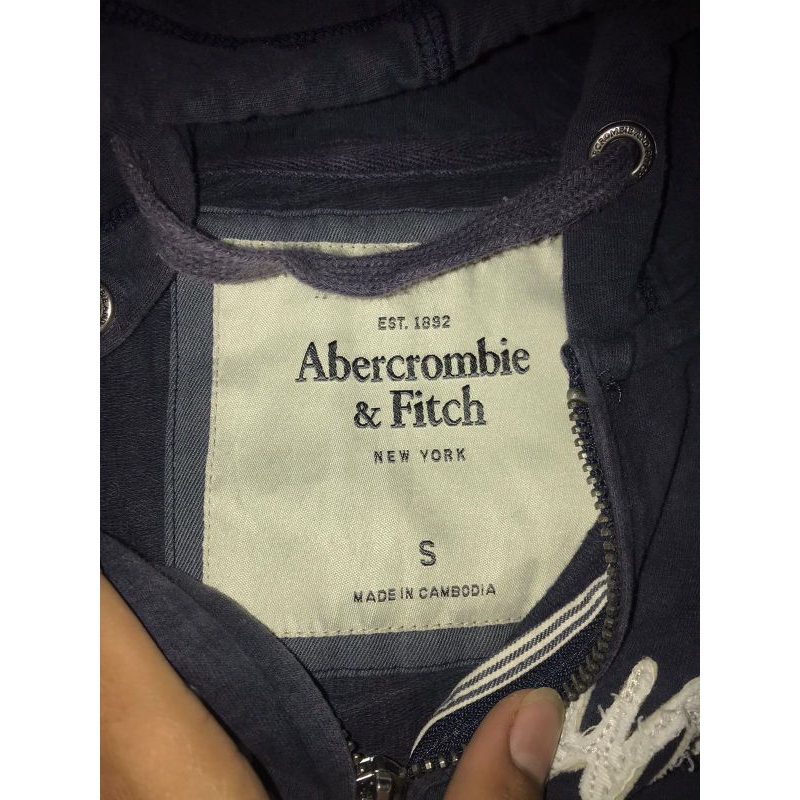 EST. 1892
Abercrombie
& Fitch
NEW YORK
S
MADE IN CAMBODIA